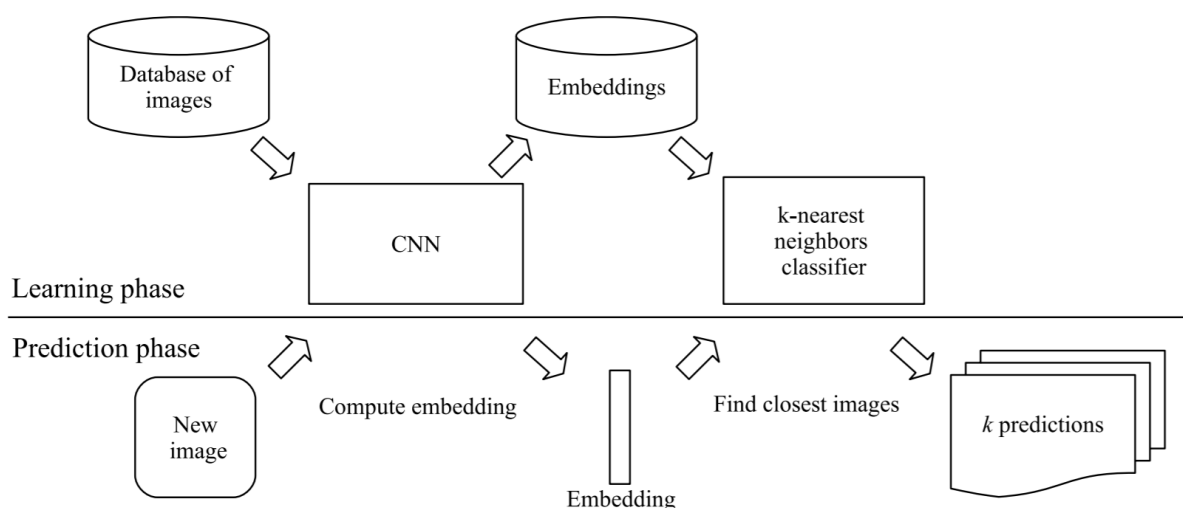 Database of
images
Embeddings
CNN
k-nearest
neighbors
classifier
Learning phase
Prediction phase
New
image
Compute embedding
Embedding
Find closest images
k predictions